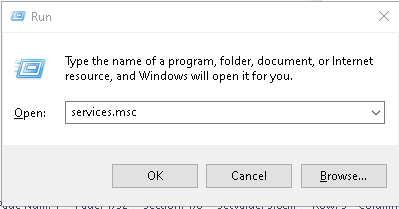 Run
Type the name of a program, folder, document, or Internet
resource, and Windows will open it for you.
Open: services.msc
OK Cancel Browse...